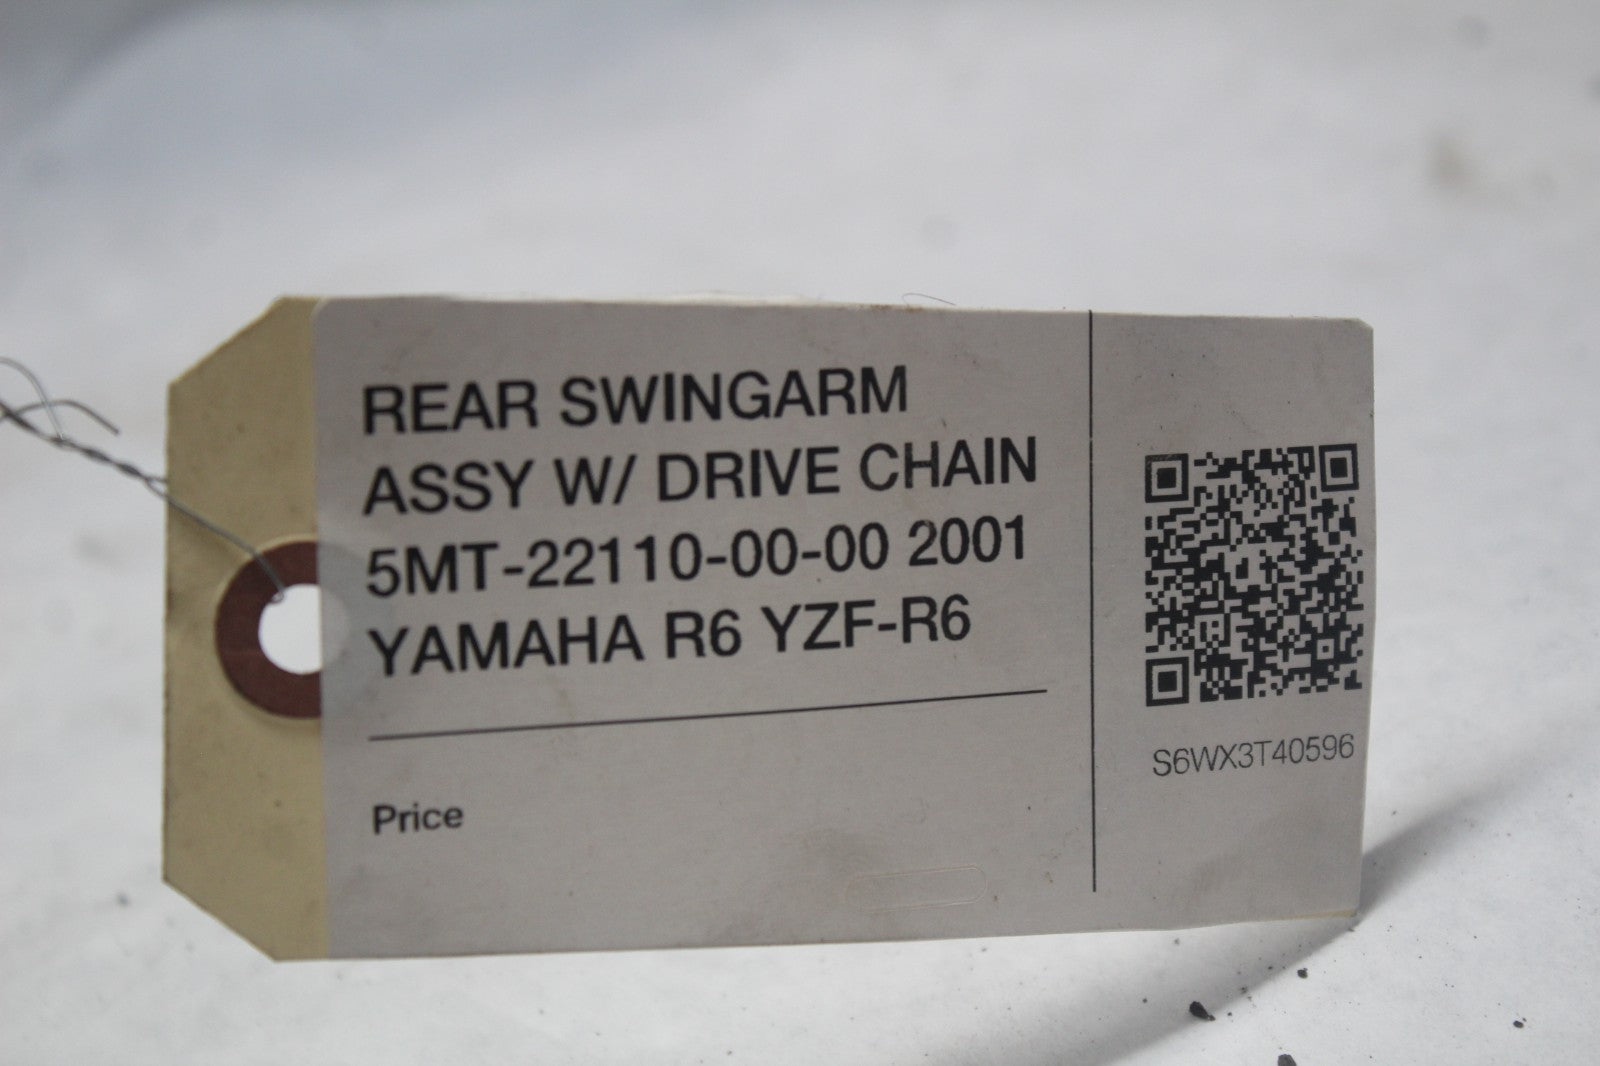 REAR SWINGARM
ASSY W/ DRIVE CHAIN
5MT-22110-00-00 2001
YAMAHA R6 YZF-R6
Price
S6WX3T40596